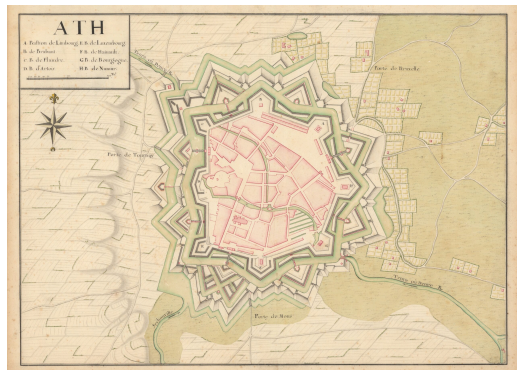 ATH
A Bastion de Limbourg. E B. de Luxembourg.
B. de Brabant F B. de Hainault.
C B. de Flandre. G B. de Bourgogne.
D B. d'Artois H B. de Namur
Porte de Bruxelle
Porte de Tournay
Porte de Mons